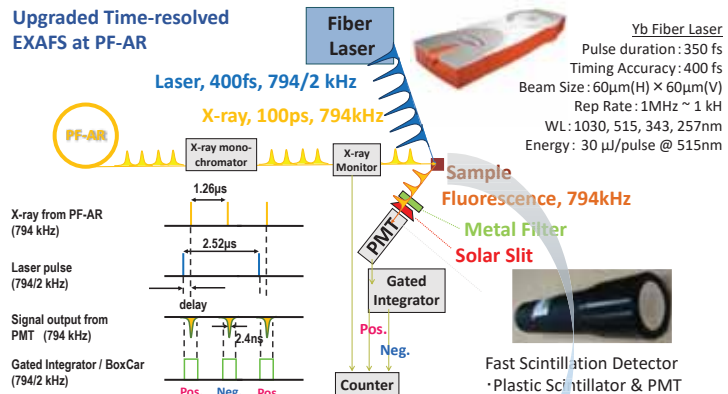 Upgraded Time-resolved
EXAFS at PF-AR
Fiber
Laser
Yb Fiber Laser
Pulse duration : 350 fs
Timing Accuracy : 400 fs
Beam Size : 60μm(H) × 60μm(V)
Rep Rate : 1MHz ~ 1 kH
WL : 1030, 515, 343, 257nm
Energy : 30 μJ/pulse @ 515nm
Laser, 400fs, 794/2 kHz
X-ray, 100ps, 794kHz
PF-AR
X-ray mono-
chromator
X-ray
Monitor
Sample
Fluorescence, 794kHz
Metal Filter
Solar Slit
PMT
Gated
Integrator
Pos.
Neg.
Counter
1.26μs
X-ray from PF-AR
(794 kHz)
2.52μs
Laser pulse
(794/2 kHz)
delay
Signal output from
PMT (794 kHz)
2.4ns
Gated Integrator / BoxCar
(794/2 kHz)
Pos. Neg. Pos.
Fast Scintillation Detector
・Plastic Scintillator & PMT